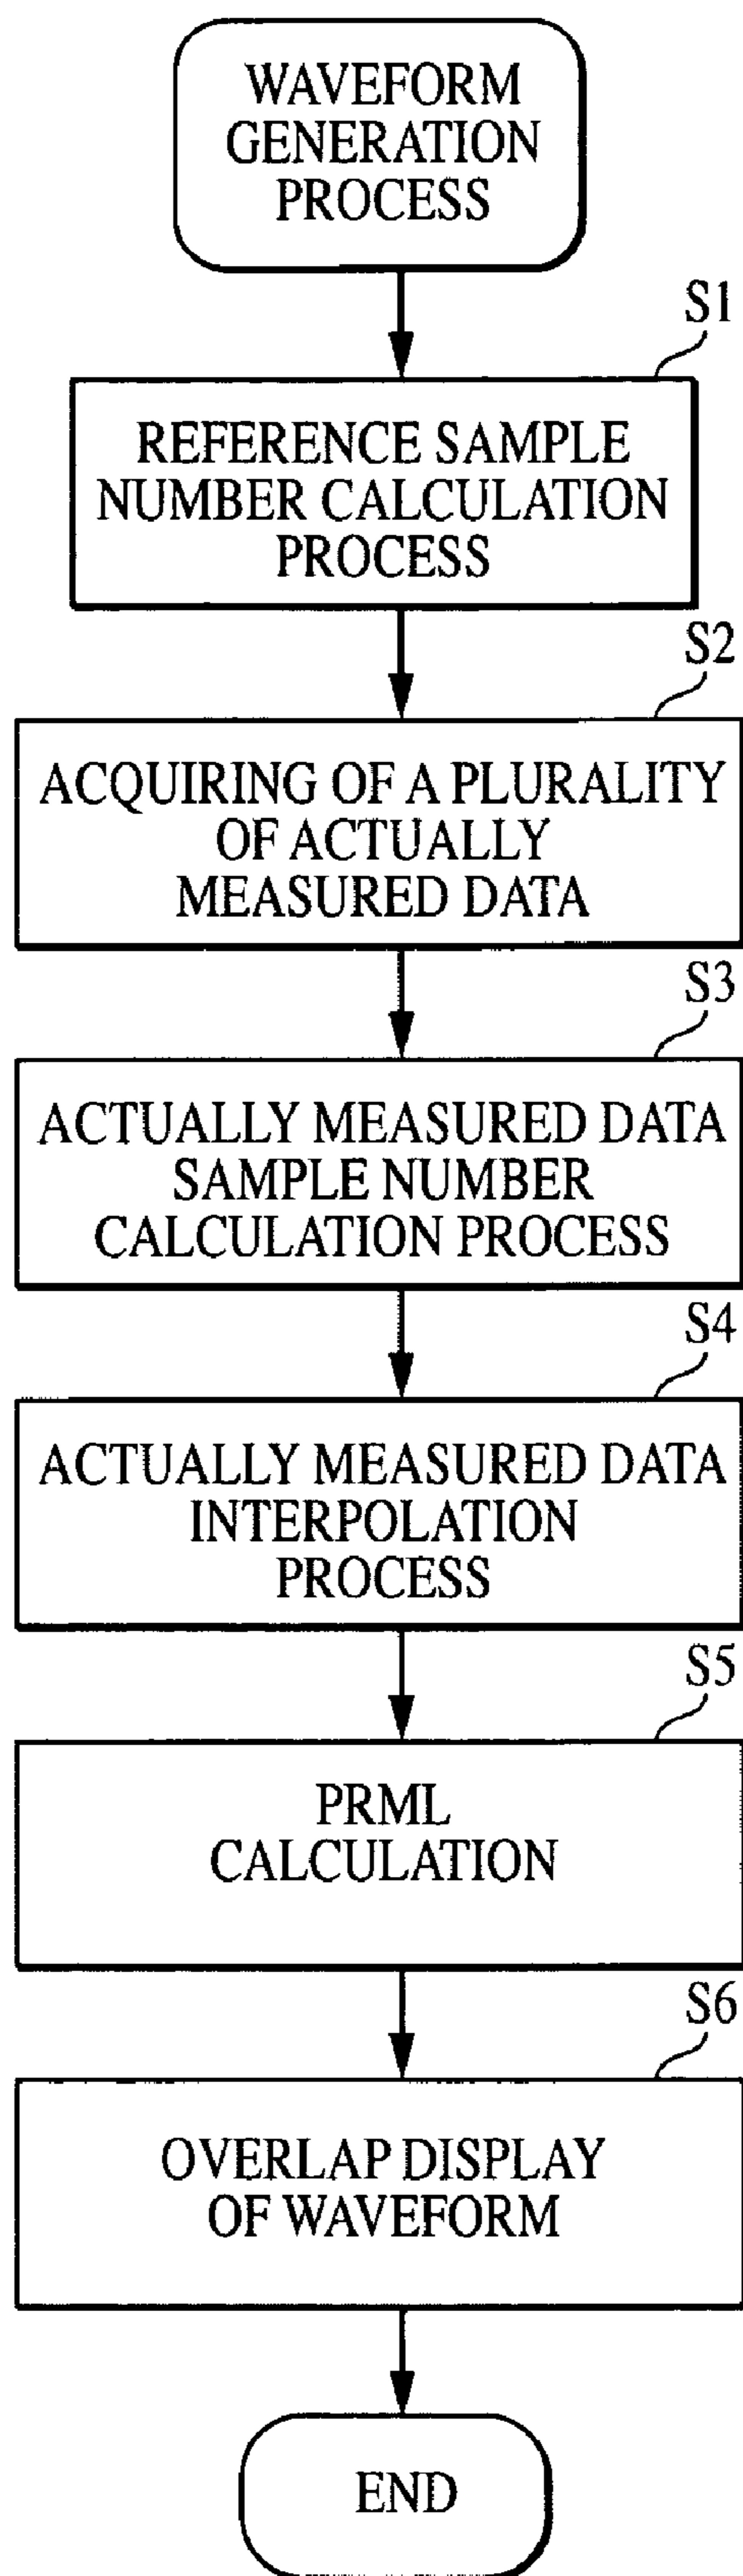 WAVEFORM
GENERATION
PROCESS
S1
REFERENCE SAMPLE
NUMBER CALCULATION
PROCESS
S2
ACQUIRING OF A PLURALITY
OF ACTUALLY
MEASURED DATA
S3
ACTUALLY MEASURED DATA
SAMPLE NUMBER
CALCULATION PROCESS
S4
ACTUALLY MEASURED DATA
INTERPOLATION
PROCESS
S5
PRML
CALCULATION
S6
OVERLAP DISPLAY
OF WAVEFORM
END